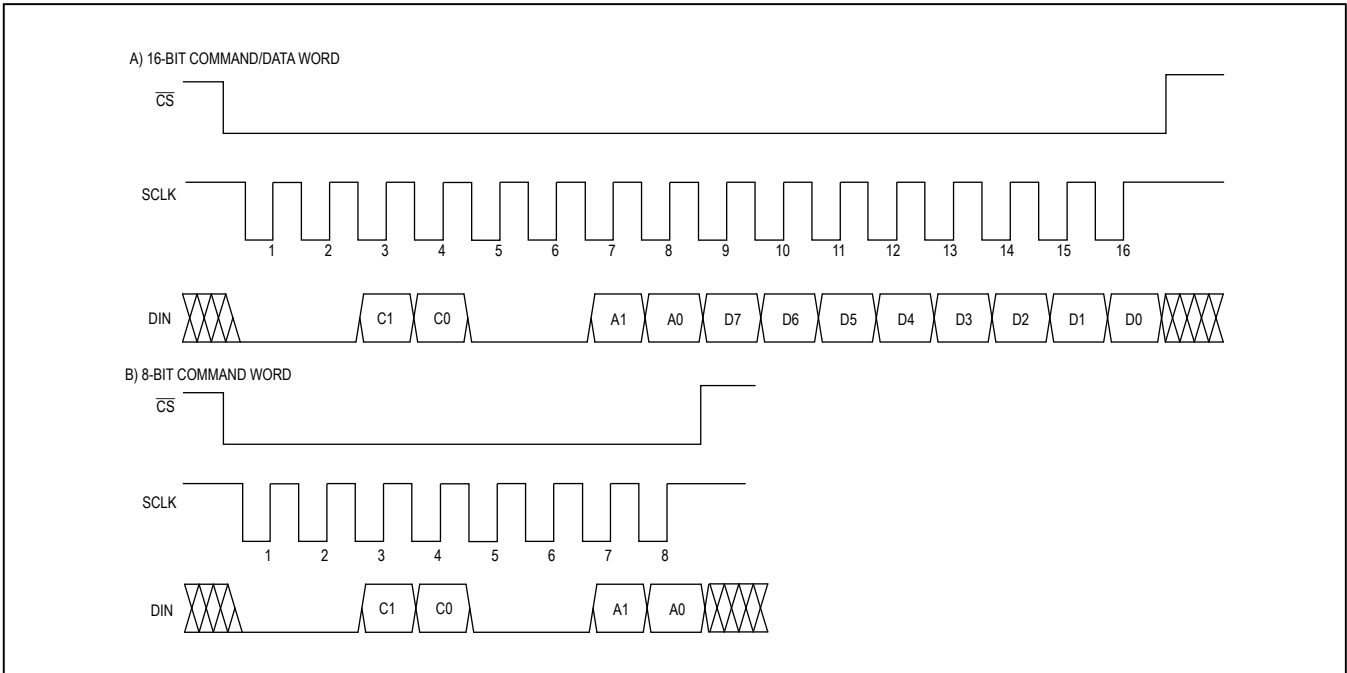 A) 16-BIT COMMAND/DATA WORD
CS
SCLK
1 2 3 4 5 6 7 8 9 10 11 12 13 14 15 16
DIN C1 C0 A1 A0 D7 D6 D5 D4 D3 D2 D1 D0
B) 8-BIT COMMAND WORD
CS
SCLK
1 2 3 4 5 6 7 8
DIN C1 C0 A1 A0